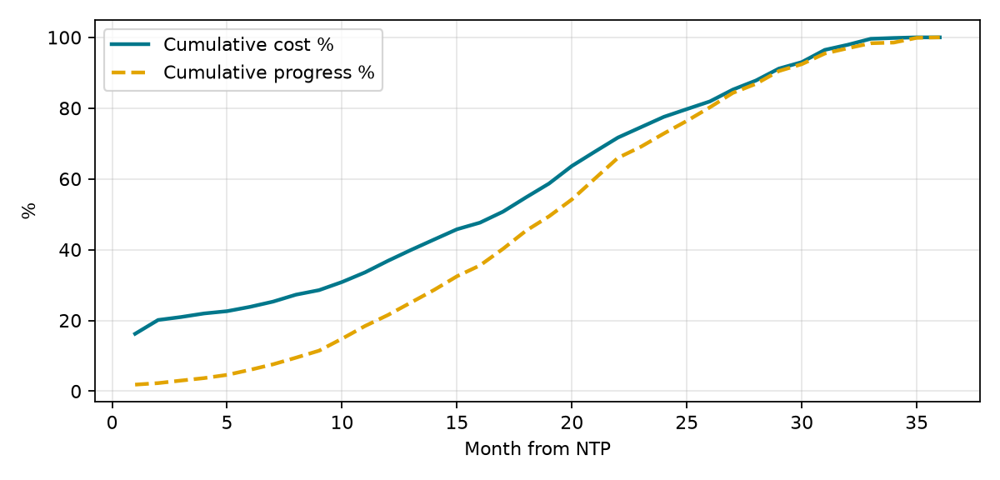 Cumulative cost %
Cumulative progress %
100
80
60
40
20
0
%
0 5 10 15 20 25 30 35
Month from NTP